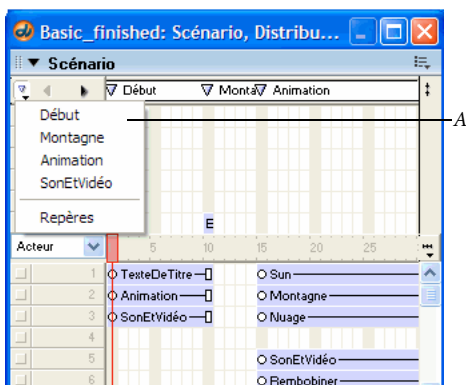 Basic_finished: Scénario, Distribu...
Scénario
Début Monta Animation
Début
A
Montagne
Animation
SonEtVidéo
Repères
E
Acteur 5 10 15 20 25
1 TexteDeTitre Sun
2 Animation Montagne
3 SonEtVidéo Nuage
4
5 SonEtVidéo
6 Rembobiner